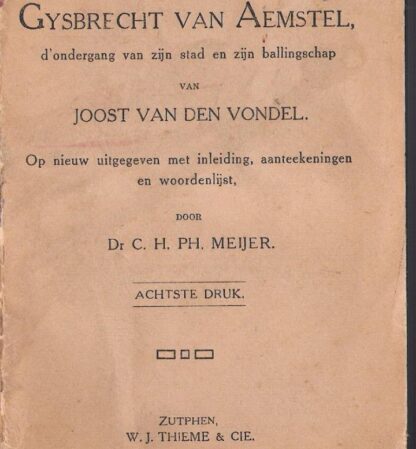 GYSBRECHT VAN AEMSTEL,
d'ondergang van zijn stad en zijn ballingschap
VAN
JOOST VAN DEN VONDEL.
Op nieuw uitgegeven met inleiding, aanteekeningen
en woordenlijst,
DOOR
Dr C. H. PH. MEIJER.
ACHTSTE DRUK.
ZUTPHEN,
W. J. THIEME & CIE.